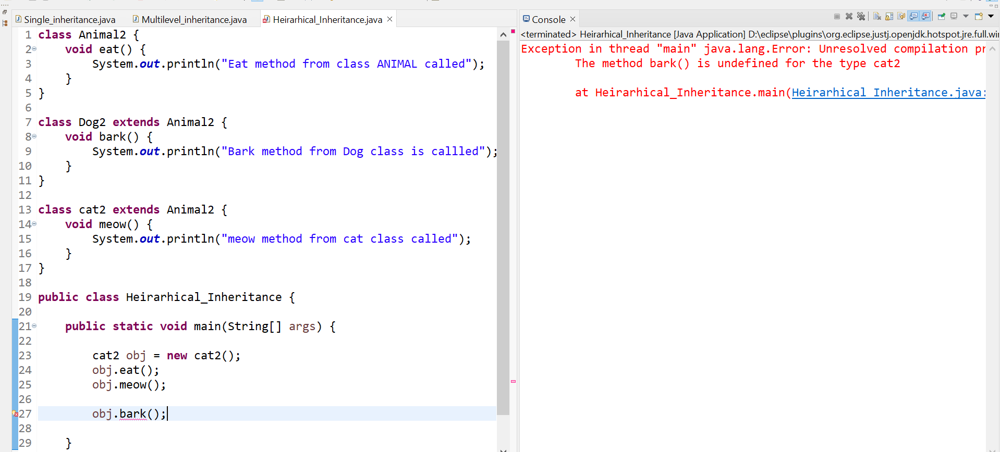 Single_inheritance.java Multilevel_inheritance.java Heirarhical_Inheritance.java
1 class Animal2 {
2 void eat() {
3 System.out.println("Eat method from class ANIMAL called");
4 }
5 }
6
7 class Dog2 extends Animal2 {
8 void bark() {
9 System.out.println("Bark method from Dog class is callled");
10 }
11 }
12
13 class cat2 extends Animal2 {
14 void meow() {
15 System.out.println("meow method from cat class called");
16 }
17 }
18
19 public class Heirarhical_Inheritance {
20
21 public static void main(String[] args) {
22
23 cat2 obj = new cat2();
24 obj.eat();
25 obj.meow();
26
27 obj.bark();
28
29 }
Console
<terminated> Heirarhical_Inheritance [Java Application] D:\eclipse\plugins\org.eclipse.justj.openjdk.hotspot.jre.full.wi
Exception in thread "main" java.lang.Error: Unresolved compilation pr
The method bark() is undefined for the type cat2
at Heirarhical_Inheritance.main(Heirarhical_Inheritance.java: